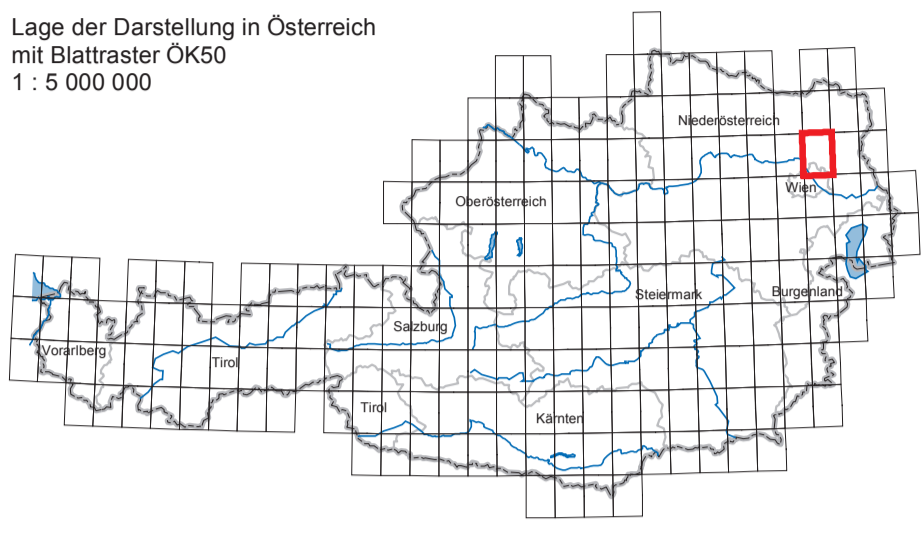 Lage der Darstellung in Österreich
mit Blattraster ÖK50
1 : 5 000 000
Niederösterreich
Wien
Oberösterreich
Steiermark
Burgenland
Salzburg
Vorarlberg
Tirol
Tirol
Kärnten